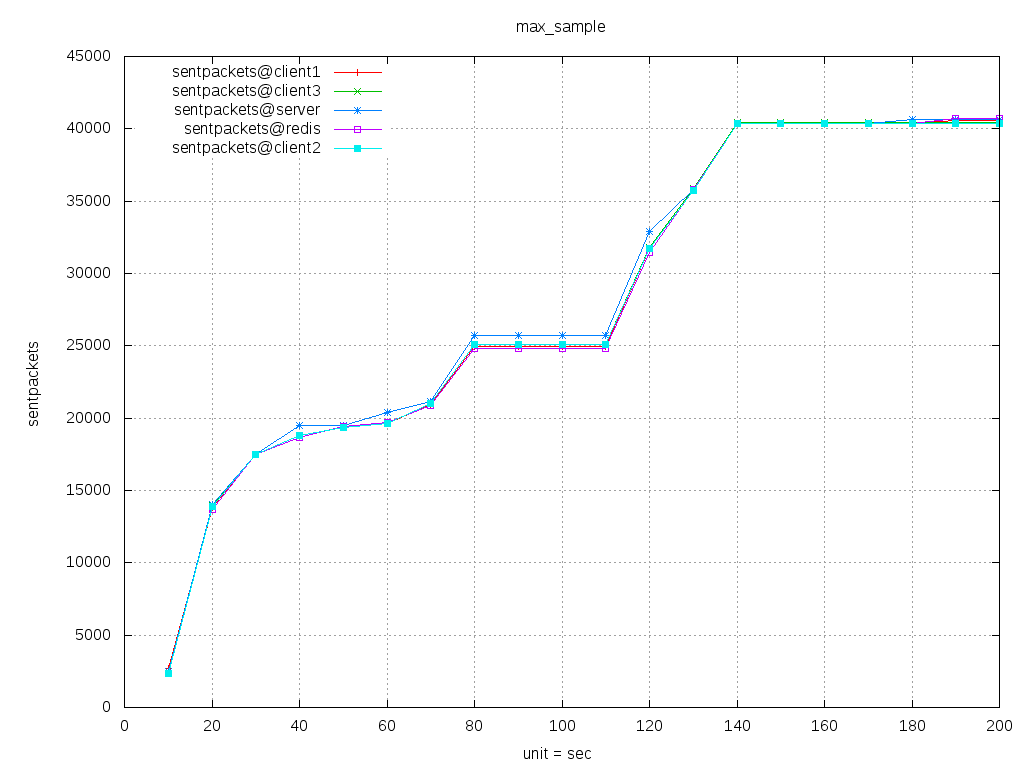 max_sample
45000
40000
35000
30000
25000
20000
15000
10000
5000
0
sentpackets
sentpackets@client1
sentpackets@client3
sentpackets@server
sentpackets@redis
sentpackets@client2
0 20 40 60 80 100 120 140 160 180 200
unit = sec